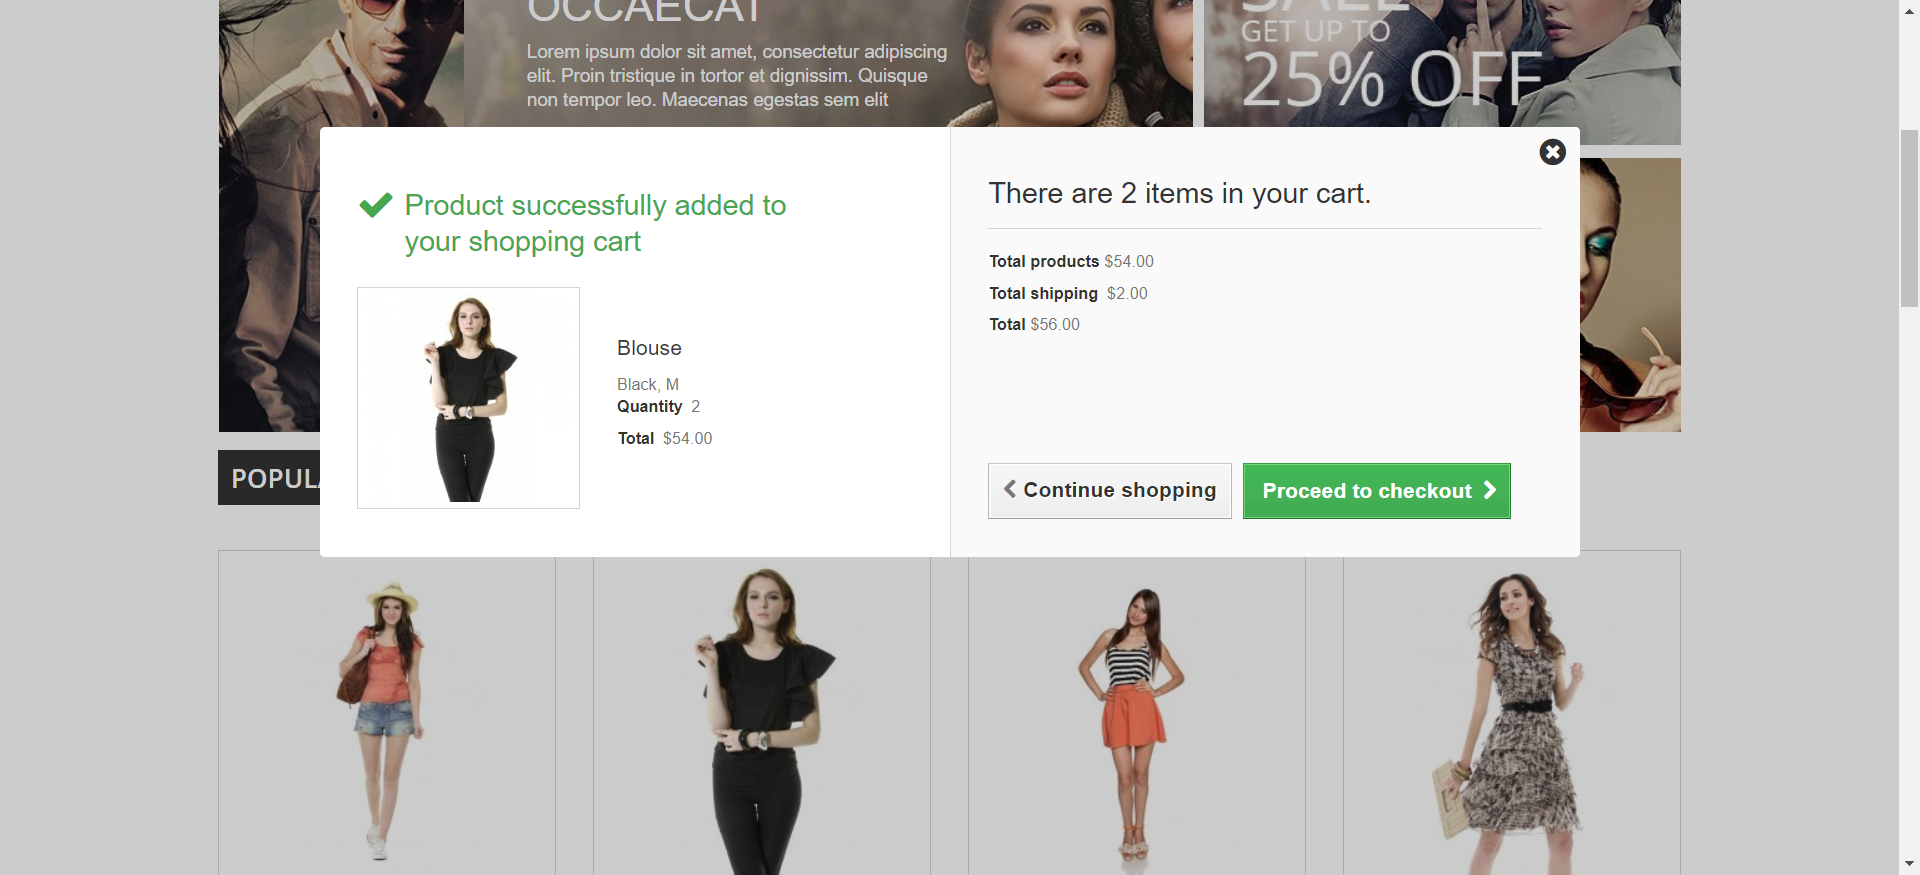 OCCAECAT
Lorem ipsum dolor sit amet, consectetur adipiscing
elit. Proin tristique in tortor et dignissim. Quisque
non tempor leo. Maecenas egestas sem elit
SALE
GET UP TO
25% OFF
Product successfully added to
your shopping cart
Blouse
Black, M
Quantity 2
Total $54.00
There are 2 items in your cart.
Total products $54.00
Total shipping $2.00
Total $56.00
Continue shopping
Proceed to checkout
POPUL